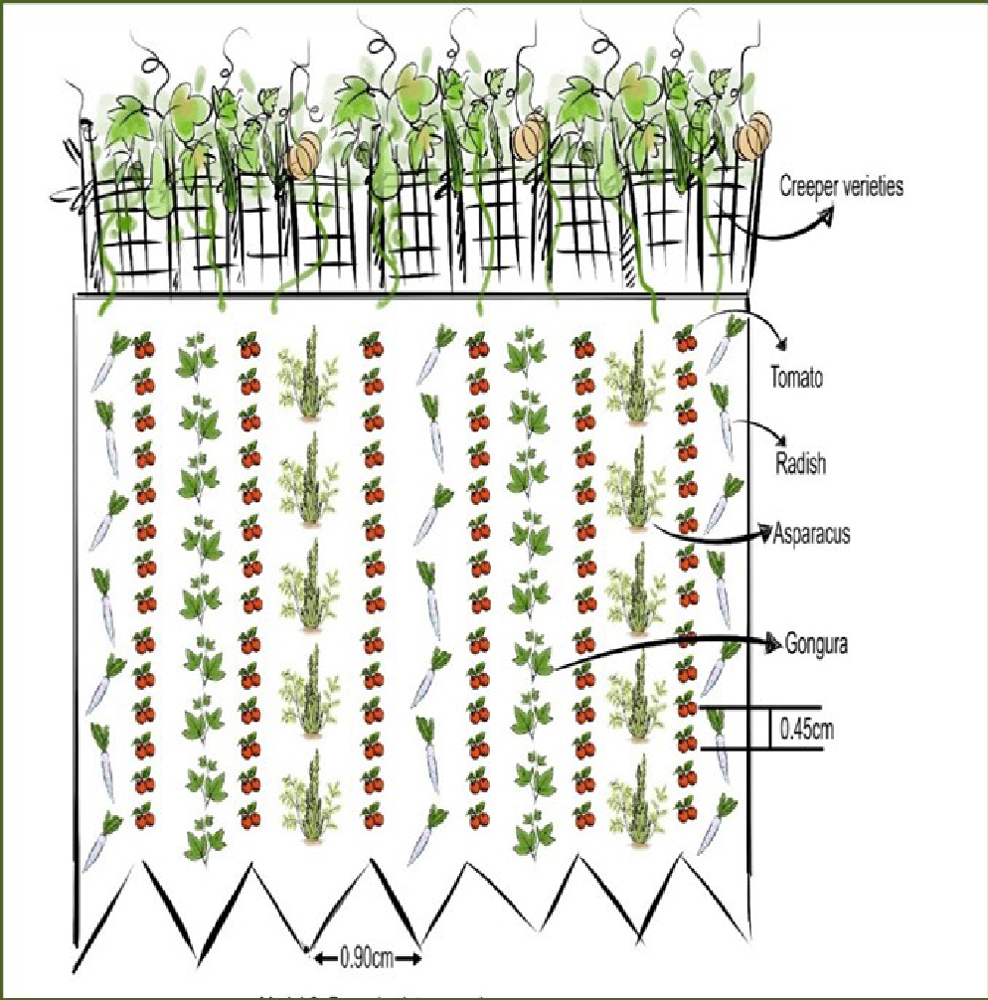 Creeper verieties
Tomato
Radish
Asparacus
Gongura
0.45cm
0.90cm